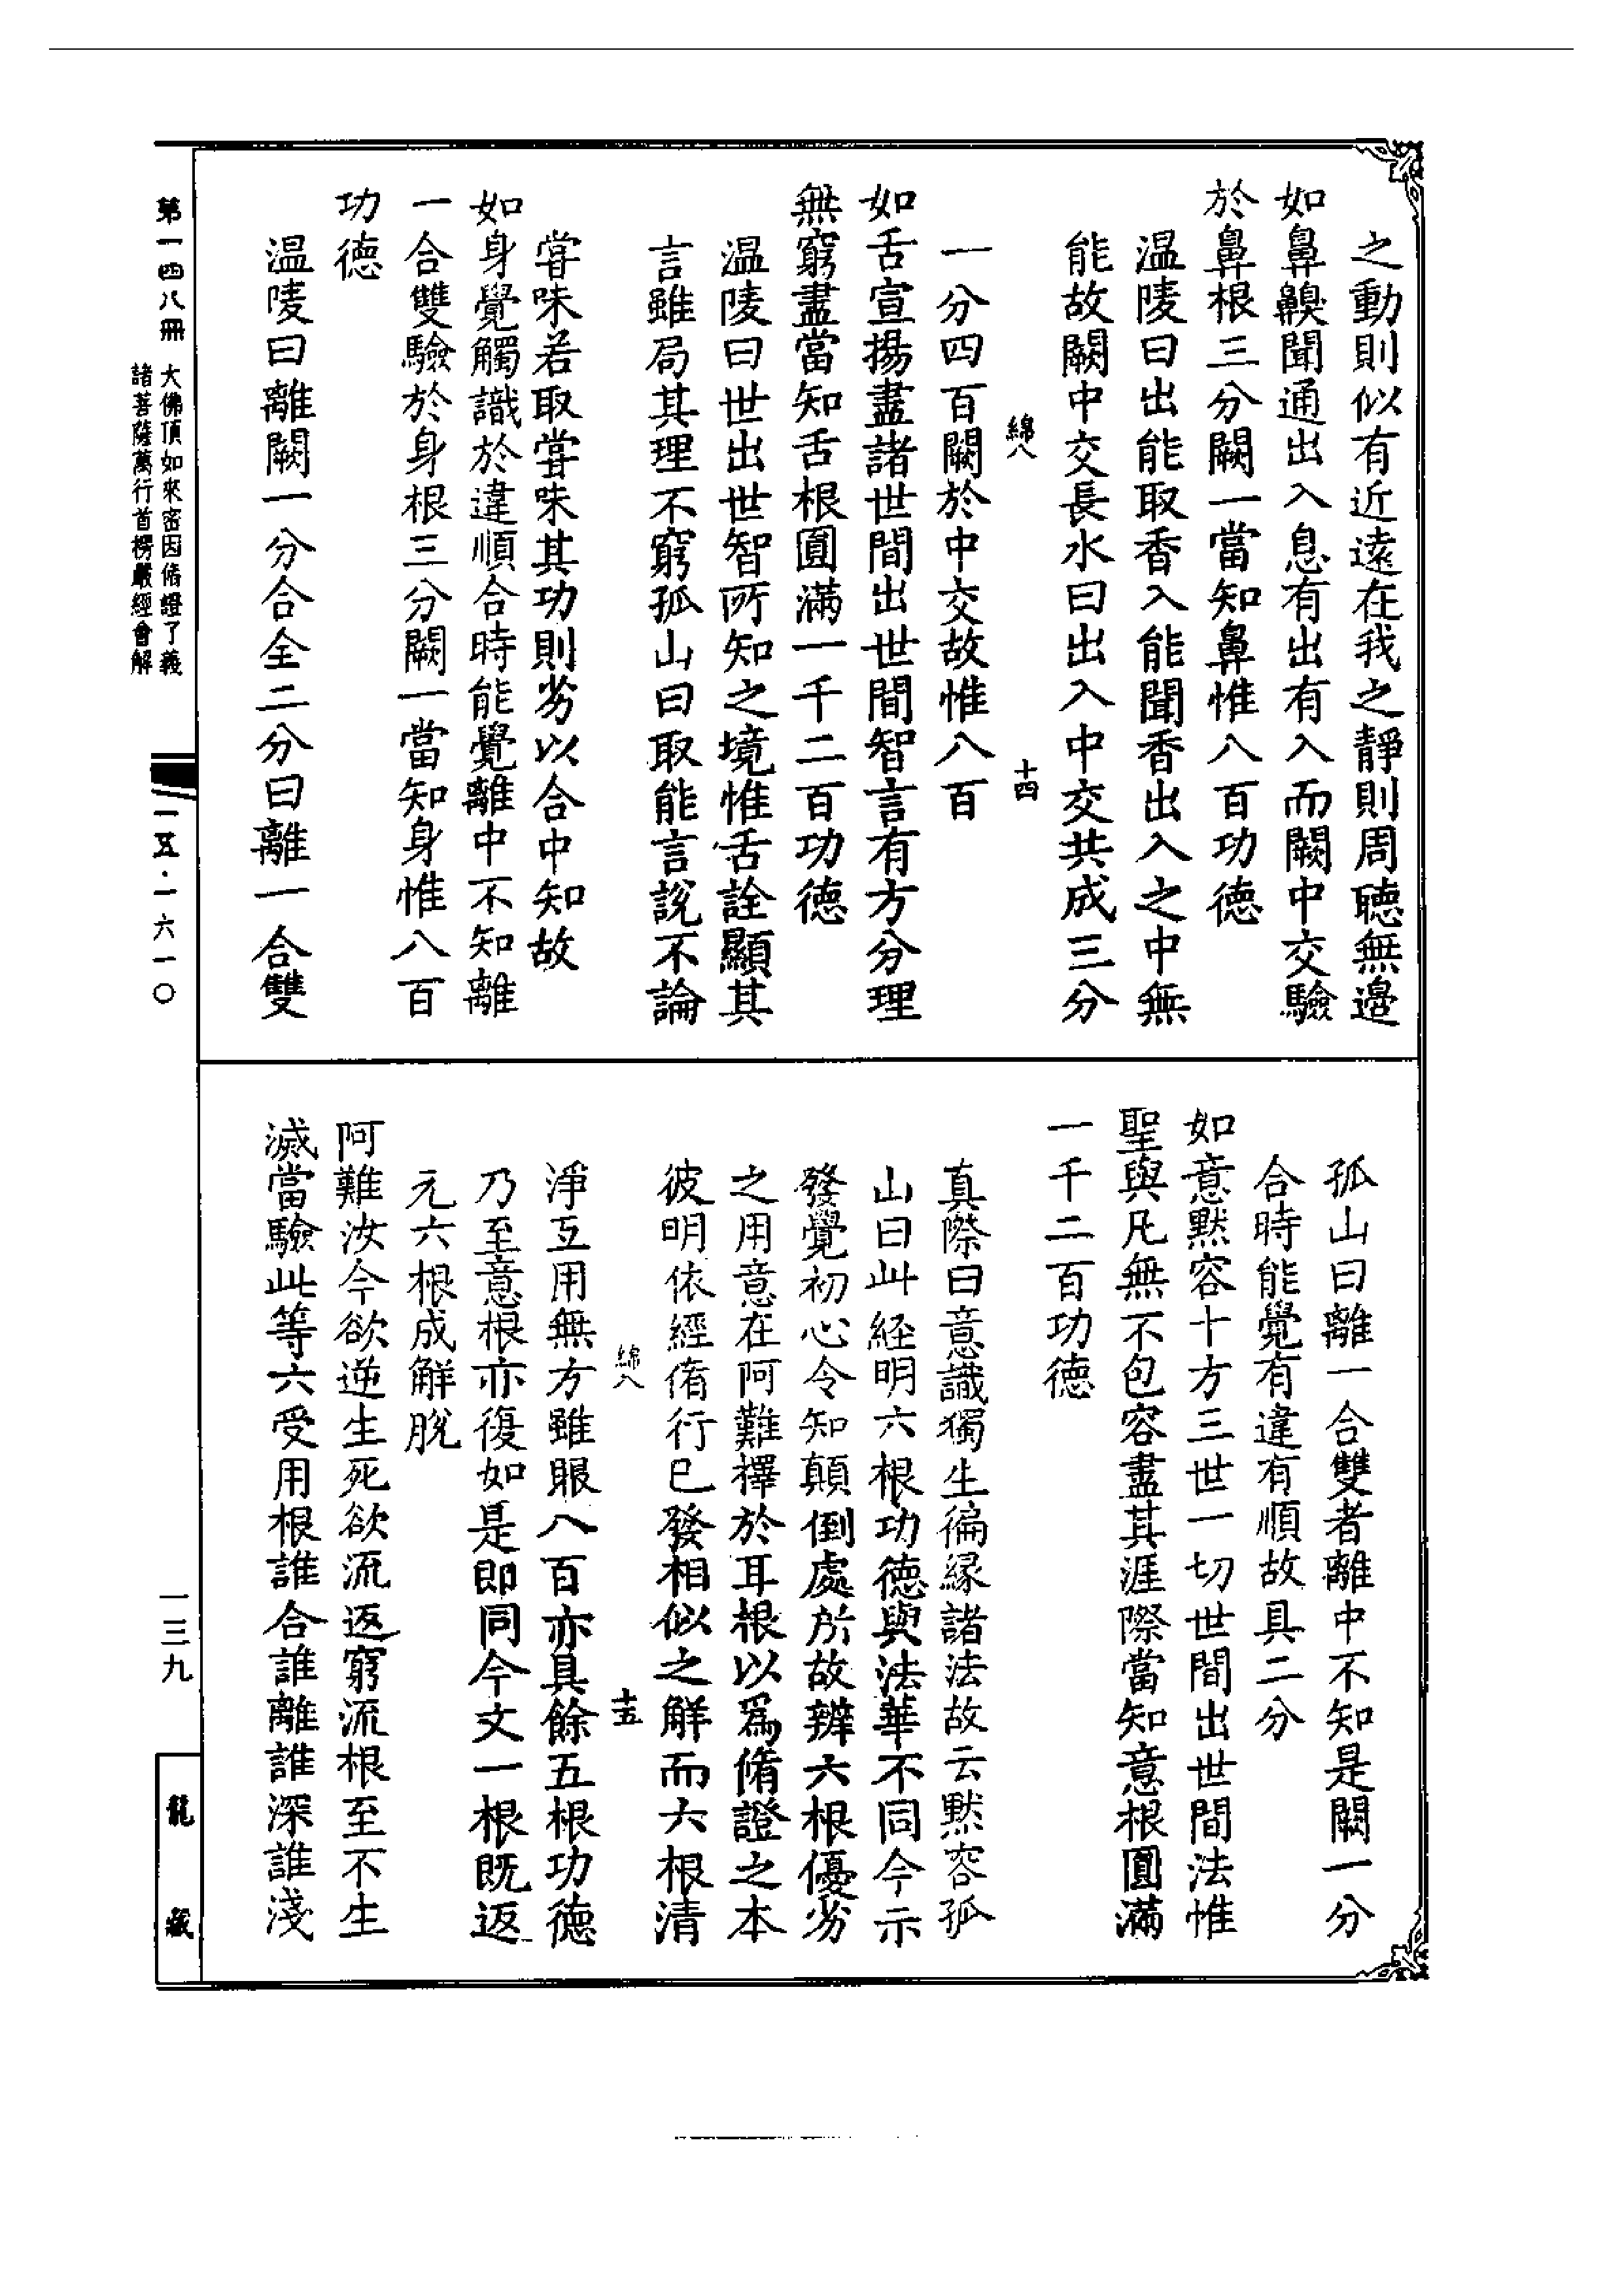 之動則似有近遠在我之靜則周聽無邊
如鼻齅聞通出入息有出有入而闕中交驗
於鼻根三分闕一當知鼻惟八百功德
温陵曰出能取香入能聞香出入之中無
能故闕中交長水曰出入中交共成三分
綿八 十四
一分四百闕於中交故惟八百
如舌宣揚盡諸世間出世間智言有方分理
無窮盡當知舌根圓滿一千二百功德
温陵曰世出世智所知之境惟舌詮顯其
言雖局其理不窮孤山曰取能言說不論
甞味若取甞味其功則劣以合中知故
如身覺觸識於違順合時能覺離中不知離
一合雙驗於身根三分闕一當知身惟八百
功德
温陵曰離闕一分合全二分曰離一合雙
孤山曰離一合雙者離中不知是闕一分
合時能覺有違有順故具二分
如意默容十方三世一切世間出世間法惟
聖與凡無不包容盡其涯際當知意根圓滿
一千二百功德
真際曰意識獨生徧緣諸法故云默容孤
山曰此經明六根功德與法華不同今示
發覺初心令知顛倒處所故辨六根優劣
之用意在阿難擇於耳根以爲脩證之本
彼明依經脩行已發相似之解而六根清
綿八 十五
淨互用無方雖眼八百亦具餘五根功德
乃至意根亦復如是即同今文一根既返
元六根成解脫
阿難汝今欲逆生死欲流返窮流根至不生
滅當驗此等六受用根誰合誰離誰深誰淺
第一四八冊 大佛頂如來密因脩證了義
諸菩薩萬行首楞嚴經會解
一五·一六一〇
一三九
龍藏